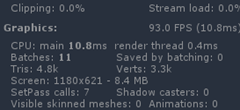 Clipping: 0.0% Stream load: 0.0%
Graphics: 93.0 FPS (10.8ms)
CPU: main 10.8ms render thread 0.4ms
Batches: 11 Saved by batching: 0
Tris: 4.8k Verts: 3.3k
Screen: 1180x621 - 8.4 MB
SetPass calls: 7 Shadow casters: 0
Visible skinned meshes: 0 Animations: 0